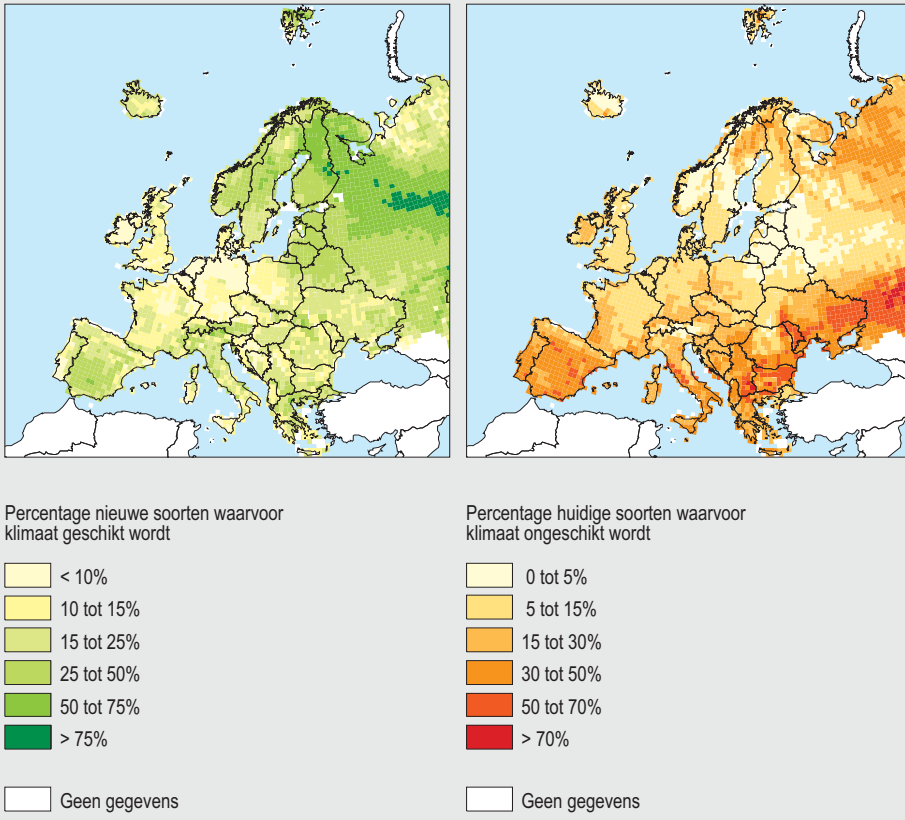 Percentage nieuwe soorten waarvoor
klimaat geschikt wordt
< 10%
10 tot 15%
15 tot 25%
25 tot 50%
50 tot 75%
> 75%
Geen gegevens
Percentage huidige soorten waarvoor
klimaat ongeschikt wordt
0 tot 5%
5 tot 15%
15 tot 30%
30 tot 50%
50 tot 70%
> 70%
Geen gegevens